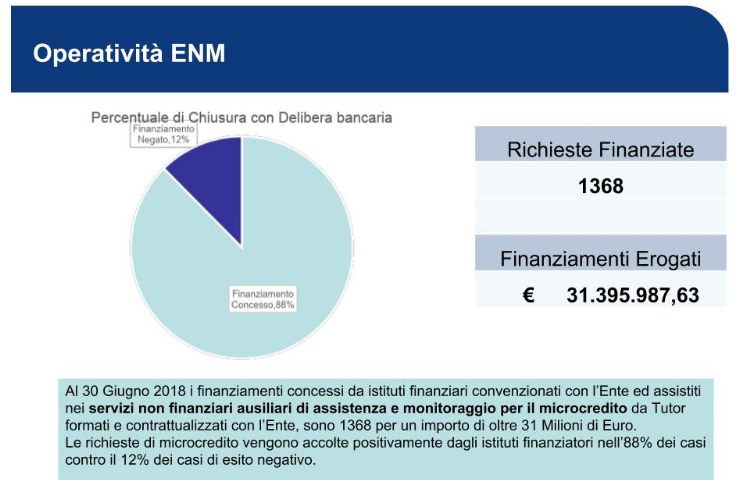 Operatività ENM
Percentuale di Chiusura con Delibera bancaria
Finanziamento
Negato,12%
Finanziamento
Concesso,88%
Richieste Finanziate
1368
Finanziamenti Erogati
€ 31.395.987,63
Al 30 Giugno 2018 i finanziamenti concessi da istituti finanziari convenzionati con l'Ente ed assistiti
nei servizi non finanziari ausiliari di assistenza e monitoraggio per il microcredito da Tutor
formati e contrattualizzati con l'Ente, sono 1368 per un importo di oltre 31 Milioni di Euro.
Le richieste di microcredito vengono accolte positivamente dagli istituti finanziatori nell'88% dei casi
contro il 12% dei casi di esito negativo.